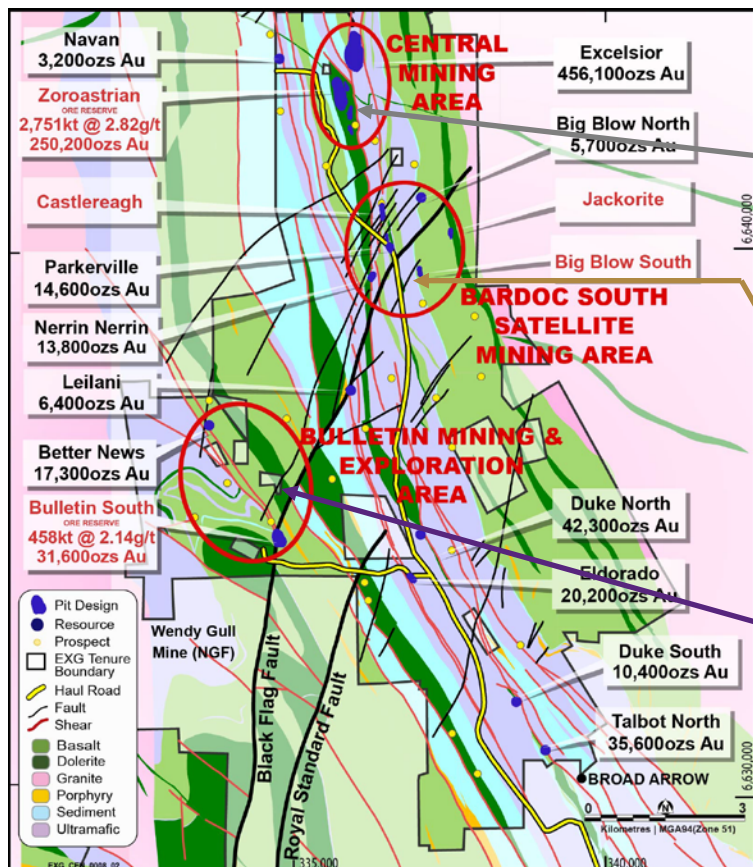 Navan
3,200ozs Au
Zoroastrian
ORE RESERVE
2,751kt @ 2.82g/t
250,200ozs Au
Castlereagh
Parkerville
14,600ozs Au
Nerrin Nerrin
13,800ozs Au
Leilani
6,400ozs Au
Better News
17,300ozs Au
Bulletin South
ORE RESERVE
458kt @ 2.14g/t
31,600ozs Au
CENTRAL
MINING
AREA
Excelsior
456,100ozs Au
Big Blow North
5,700ozs Au
Jackorite
Big Blow South
BARDOC SOUTH
SATELLITE
MINING AREA
BULLETIN MINING &
EXPLORATION
AREA
Duke North
42,300ozs Au
Eldorado
20,200ozs Au
Duke South
10,400ozs Au
Talbot North
35,600ozs Au
BROAD ARROW
Wendy Gull
Mine (NGF)
Black Flag Fault
Royal Standard Fault
Pit Design
Resource
Prospect
EXG Tenure
Boundary
Haul Road
Fault
Shear
Basalt
Dolerite
Granite
Porphyry
Sediment
Ultramafic
6,640,000
6,630,000
N
0 3
Kilometres | MGA94(Zone 51)
335,000
340,000